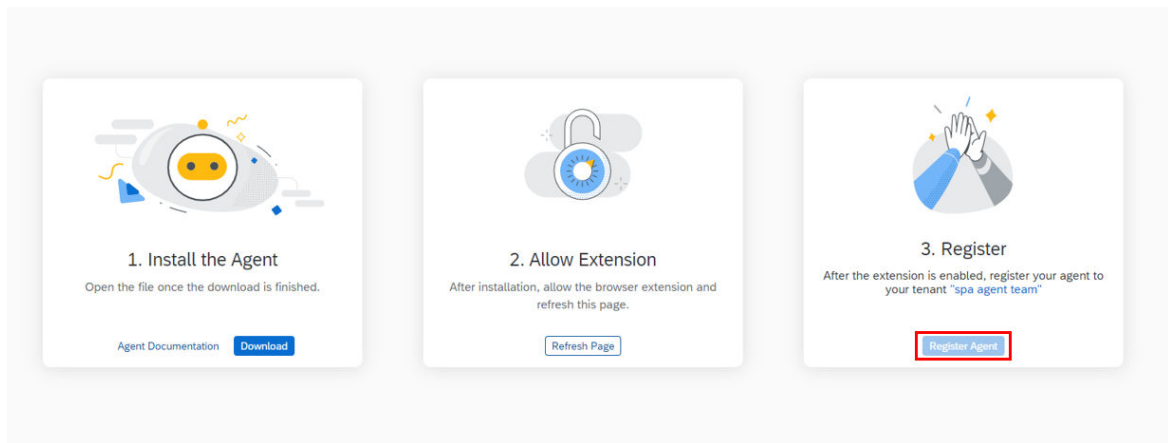 1. Install the Agent
Open the file once the download is finished.
Agent Documentation
Download
2. Allow Extension
After installation, allow the browser extension and
refresh this page.
Refresh Page
3. Register
After the extension is enabled, register your agent to
your tenant "spa agent team"
Register Agent